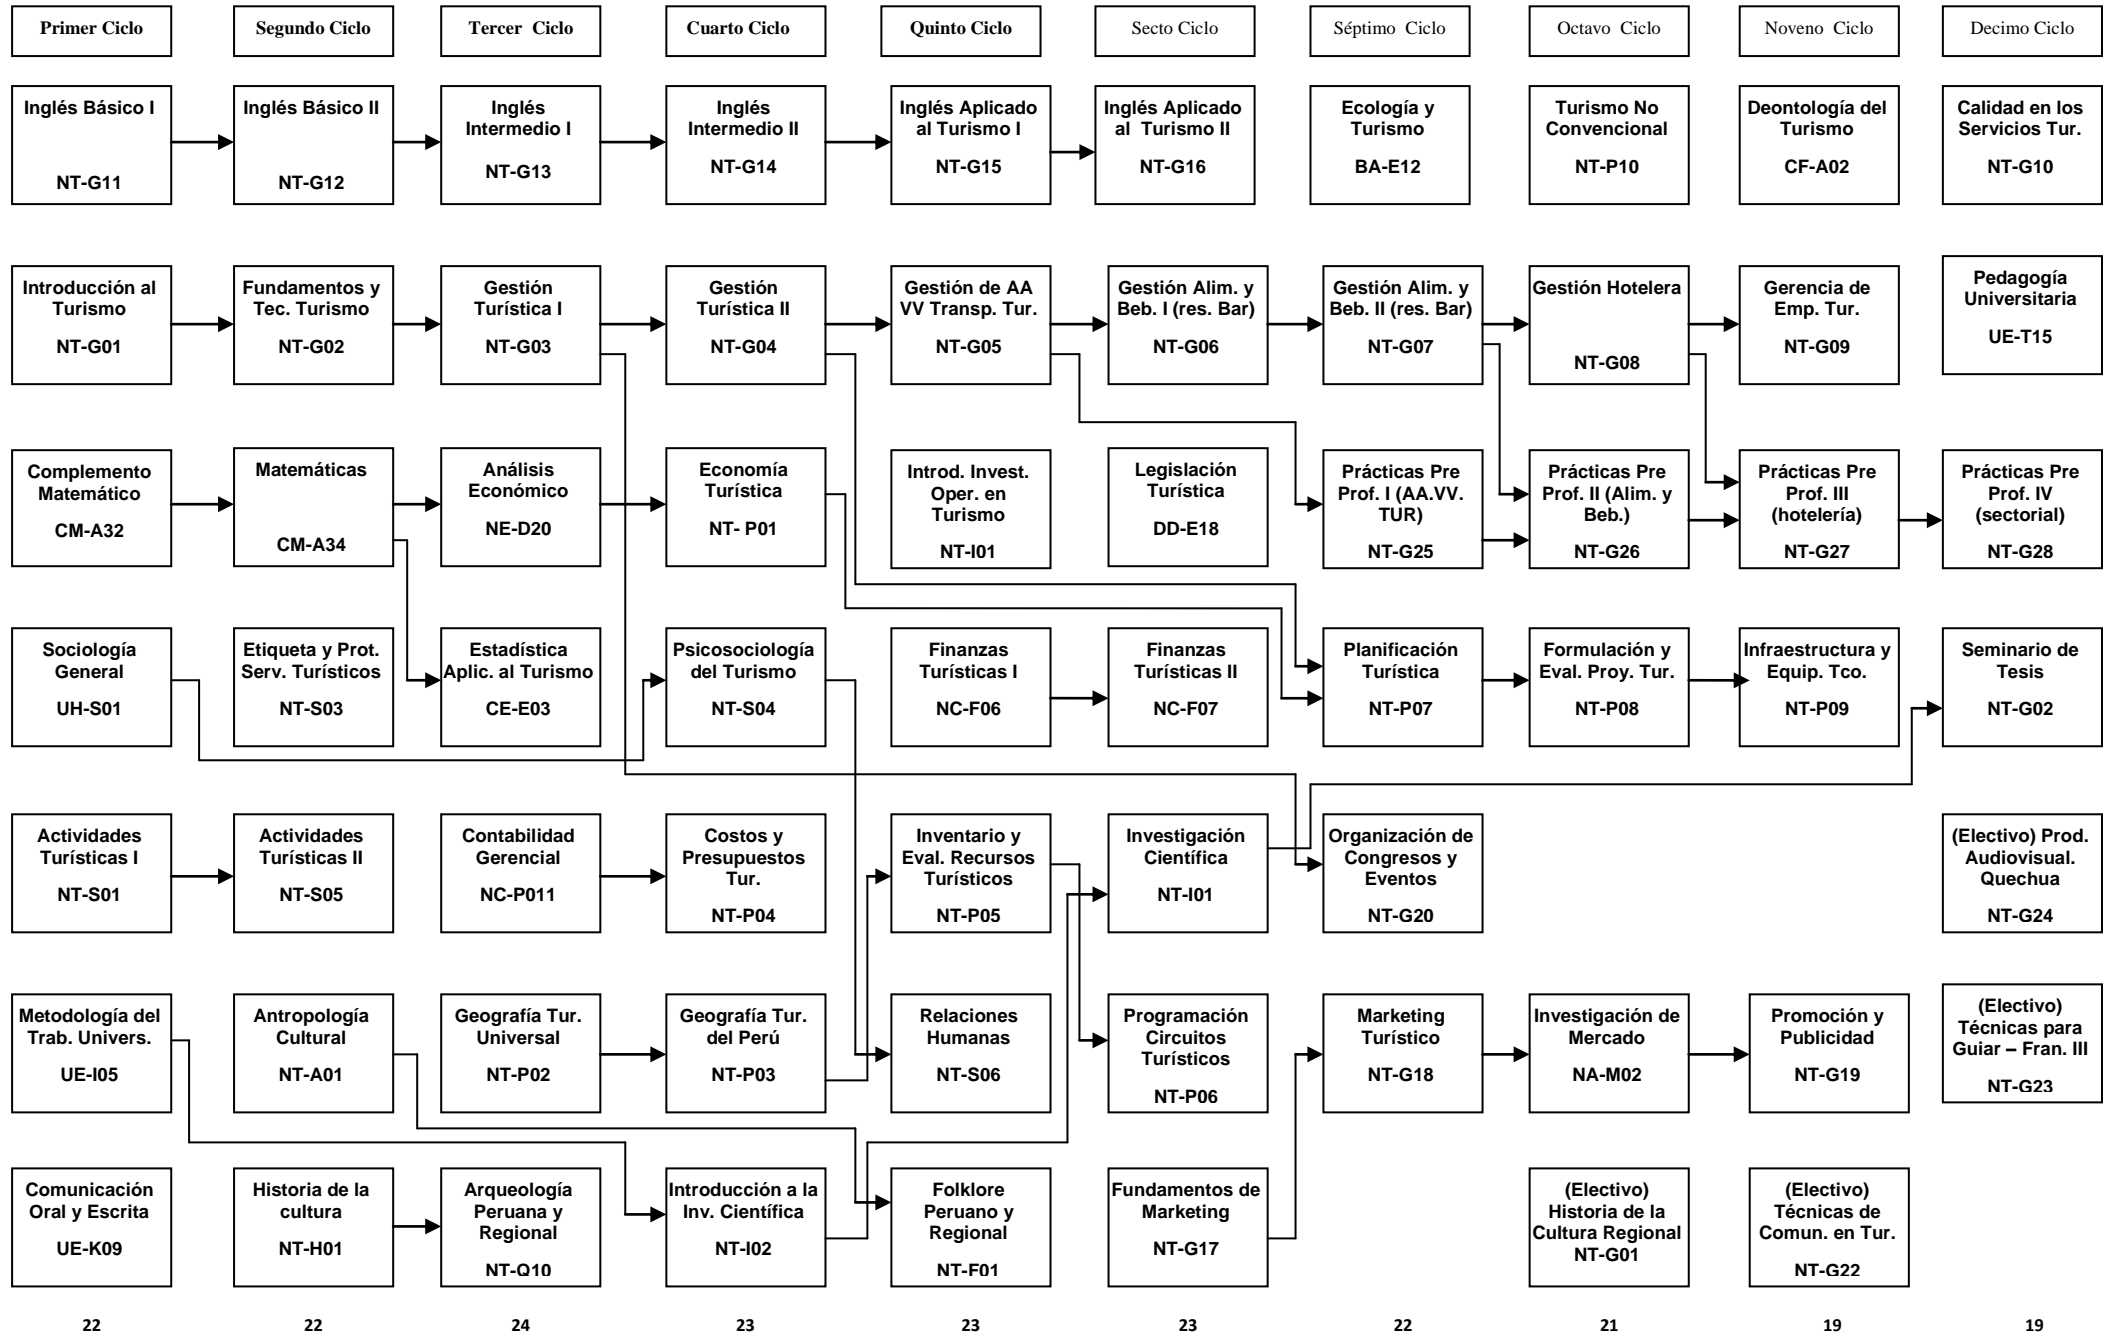 Primer Ciclo
Segundo Ciclo
Tercer Ciclo
Cuarto Ciclo
Quinto Ciclo
Secto Ciclo
Séptimo Ciclo
Octavo Ciclo
Noveno Ciclo
Decimo Ciclo
Inglés Básico I
NT-G11
Inglés Básico II
NT-G12
Inglés
Intermedio I
NT-G13
Inglés
Intermedio II
NT-G14
Inglés Aplicado
al Turismo I
NT-G15
Inglés Aplicado
al Turismo II
NT-G16
Ecología y
Turismo
BA-E12
Turismo No
Convencional
NT-P10
Deontología del
Turismo
CF-A02
Calidad en los
Servicios Tur.
NT-G10
Introducción al
Turismo
NT-G01
Fundamentos y
Tec. Turismo
NT-G02
Gestión
Turística I
NT-G03
Gestión
Turística II
NT-G04
Gestión de AA
VV Transp. Tur.
NT-G05
Gestión Alim. y
Beb. I (res. Bar)
NT-G06
Gestión Alim. y
Beb. II (res. Bar)
NT-G07
Gestión Hotelera
NT-G08
Gerencia de
Emp. Tur.
NT-G09
Pedagogía
Universitaria
UE-T15
Complemento
Matemático
CM-A32
Matemáticas
CM-A34
Análisis
Económico
NE-D20
Economía
Turística
NT- P01
Introd. Invest.
Oper. en
Turismo
NT-I01
Legislación
Turística
DD-E18
Prácticas Pre
Prof. I (AA.VV.
TUR)
NT-G25
Prácticas Pre
Prof. II (Alim. y
Beb.)
NT-G26
Prácticas Pre
Prof. III
(hotelería)
NT-G27
Prácticas Pre
Prof. IV
(sectorial)
NT-G28
Sociología
General
UH-S01
Etiqueta y Prot.
Serv. Turísticos
NT-S03
Estadística
Aplic. al Turismo
CE-E03
Psicosociología
del Turismo
NT-S04
Finanzas
Turísticas I
NC-F06
Finanzas
Turísticas II
NC-F07
Planificación
Turística
NT-P07
Formulación y
Eval. Proy. Tur.
NT-P08
Infraestructura y
Equip. Tco.
NT-P09
Seminario de
Tesis
NT-G02
Actividades
Turísticas I
NT-S01
Actividades
Turísticas II
NT-S05
Contabilidad
Gerencial
NC-P011
Costos y
Presupuestos
Tur.
NT-P04
Inventario y
Eval. Recursos
Turísticos
NT-P05
Investigación
Científica
NT-I01
Organización de
Congresos y
Eventos
NT-G20
(Electivo) Prod.
Audiovisual.
Quechua
NT-G24
Metodología del
Trab. Univers.
UE-I05
Antropología
Cultural
NT-A01
Geografía Tur.
Universal
NT-P02
Geografía Tur.
del Perú
NT-P03
Relaciones
Humanas
NT-S06
Programación
Circuitos
Turísticos
NT-P06
Marketing
Turístico
NT-G18
Investigación de
Mercado
NA-M02
Promoción y
Publicidad
NT-G19
(Electivo)
Técnicas para
Guiar – Fran. III
NT-G23
Comunicación
Oral y Escrita
UE-K09
Historia de la
cultura
NT-H01
Arqueología
Peruana y
Regional
NT-Q10
Introducción a la
Inv. Científica
NT-I02
Folklore
Peruano y
Regional
NT-F01
Fundamentos de
Marketing
NT-G17
(Electivo)
Historia de la
Cultura Regional
NT-G01
(Electivo)
Técnicas de
Comun. en Tur.
NT-G22
22
22
24
23
23
23
22
21
19
19